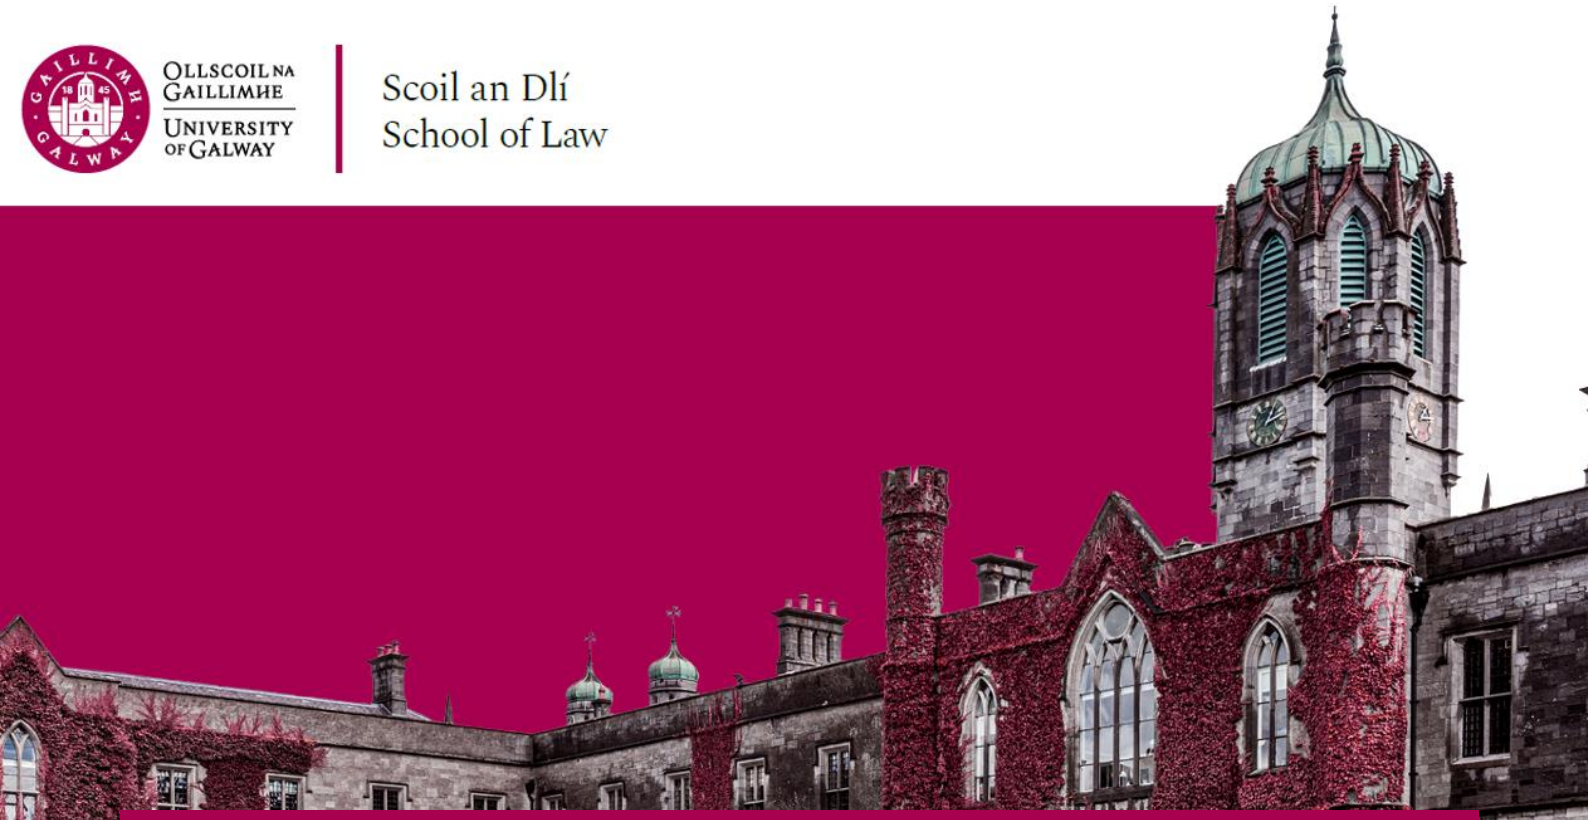 GAILLIMH
18 45
GALWAY
OLLSCOIL NA
GAILLIMHE
UNIVERSITY
OF GALWAY
Scoil an Dlí
School of Law